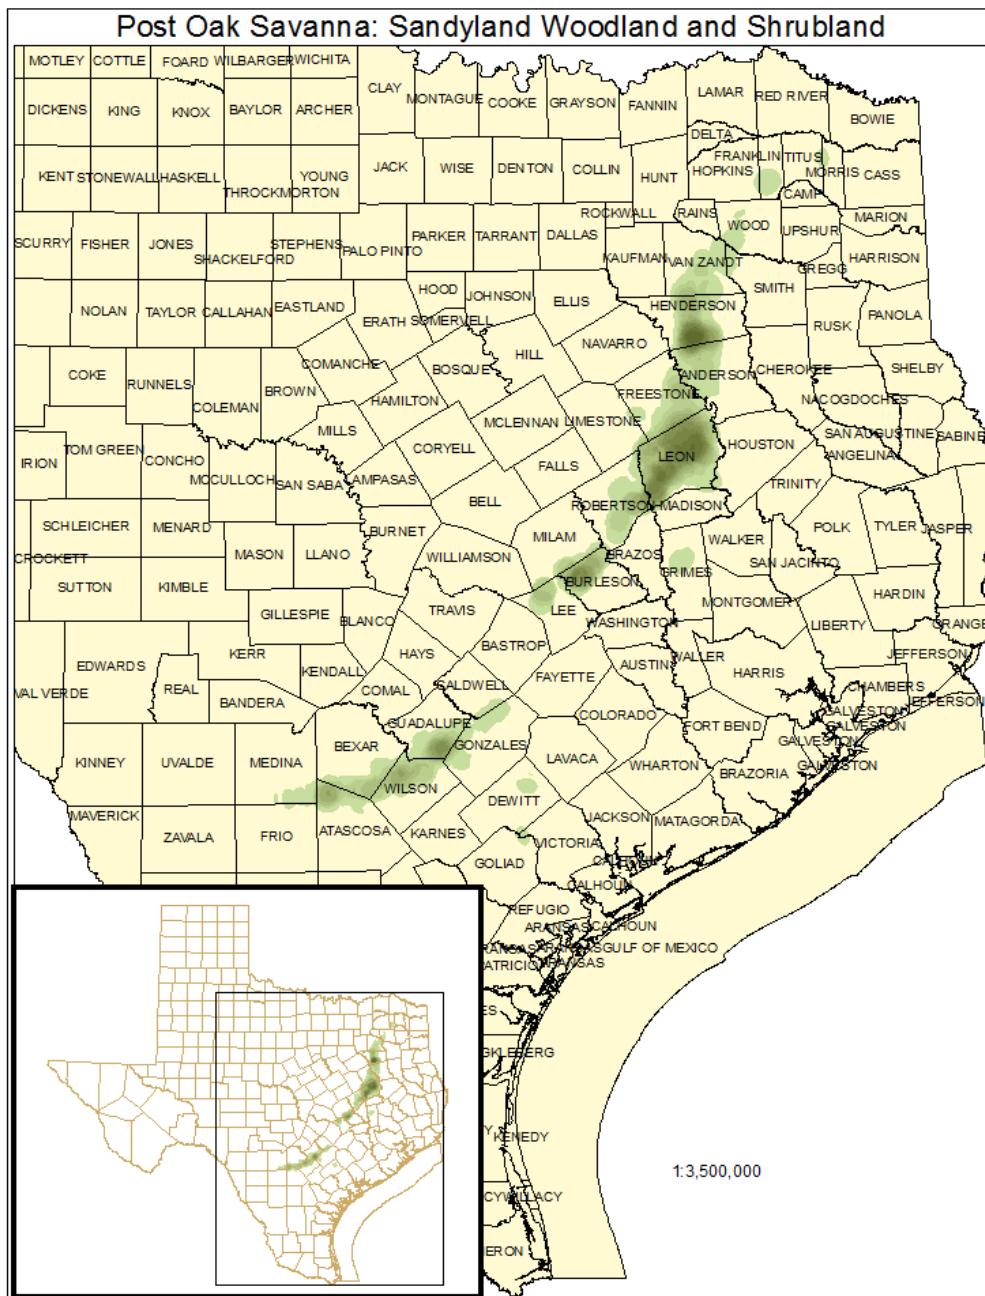 Post Oak Savanna: Sandyland Woodland and Shrubland
MOTLEY COTTLE FOARD WILBARGER WICHITA
CLAY MONTAGUE COOKE GRAYSON FANNIN LAMAR RED RIVER BOWIE
DICKENS KING KNOX BAYLOR ARCHER
DELTA
FRANKLIN TITUS
KENT STONEWALL HASKELL THROCKMORTON YOUNG JACK WISE DENTON COLLIN HUNT HOPKINS MORRIS CASS
CAMP
ROCKWALL RAINS WOOD UPSHUR MARION
SCURRY FISHER JONES SHACKELFORD STEPHENS PALO PINTO PARKER TARRANT DALLAS KAUFMAN VAN ZANDT GREGG HARRISON
SMITH
NOLAN TAYLOR CALLAHAN EASTLAND ERATH HOOD SOMERVELL JOHNSON ELLIS HENDERSON RUSK PANOLA
COKE RUNNELS COLEMAN BROWN COMANCHE HAMILTON BOSQUE HILL NAVARRO FREESTONE ANDERSON CHEROKEE SHELBY
NACOGDOCHES
MILLS CORYELL MCLENNAN LIMESTONE LEON HOUSTON SAN AUGUSTINE SABINE
ANGELINA
IRION TOM GREEN CONCHO MCCULLOCH SAN SABA LAMPASAS BELL FALLS TRINITY
ROBERTSON MADISON
SCHLEICHER MENARD BURNET MILAM WALKER POLK TYLER JASPER
CROCKETT MASON LLANO WILLIAMSON BRAZOS GRIMES SAN JACINTO
SUTTON KIMBLE BURLESON HARDIN
GILLESPIE BLANCO TRAVIS LEE WASHINGTON MONTGOMERY LIBERTY ORANGE
EDWARDS KERR KENDALL HAYS BASTROP AUSTIN WALLER HARRIS JEFFERSON
VAL VERDE REAL BANDERA COMAL CALDWELL FAYETTE COLORADO CHAMBERS
JEFFERSON
GUADALUPE GONZALES FORT BEND GALVESTON
GALVESTON
KINNEY UVALDE MEDINA BEXAR LAVACA WHARTON GALVESTON
GALVESTON
BRAZORIA
MAVERICK WILSON DEWITT
ZAVALA FRIO ATASCOSA KARNES JACKSON MATAGORDA
VICTORIA
GOLIAD CALHOUN
CALHOUN
REFUGIO
ARANSAS CALHOUN
GULF OF MEXICO
ARANSAS
KLEBERG
KENEDY
1:3,500,000
WILLACY